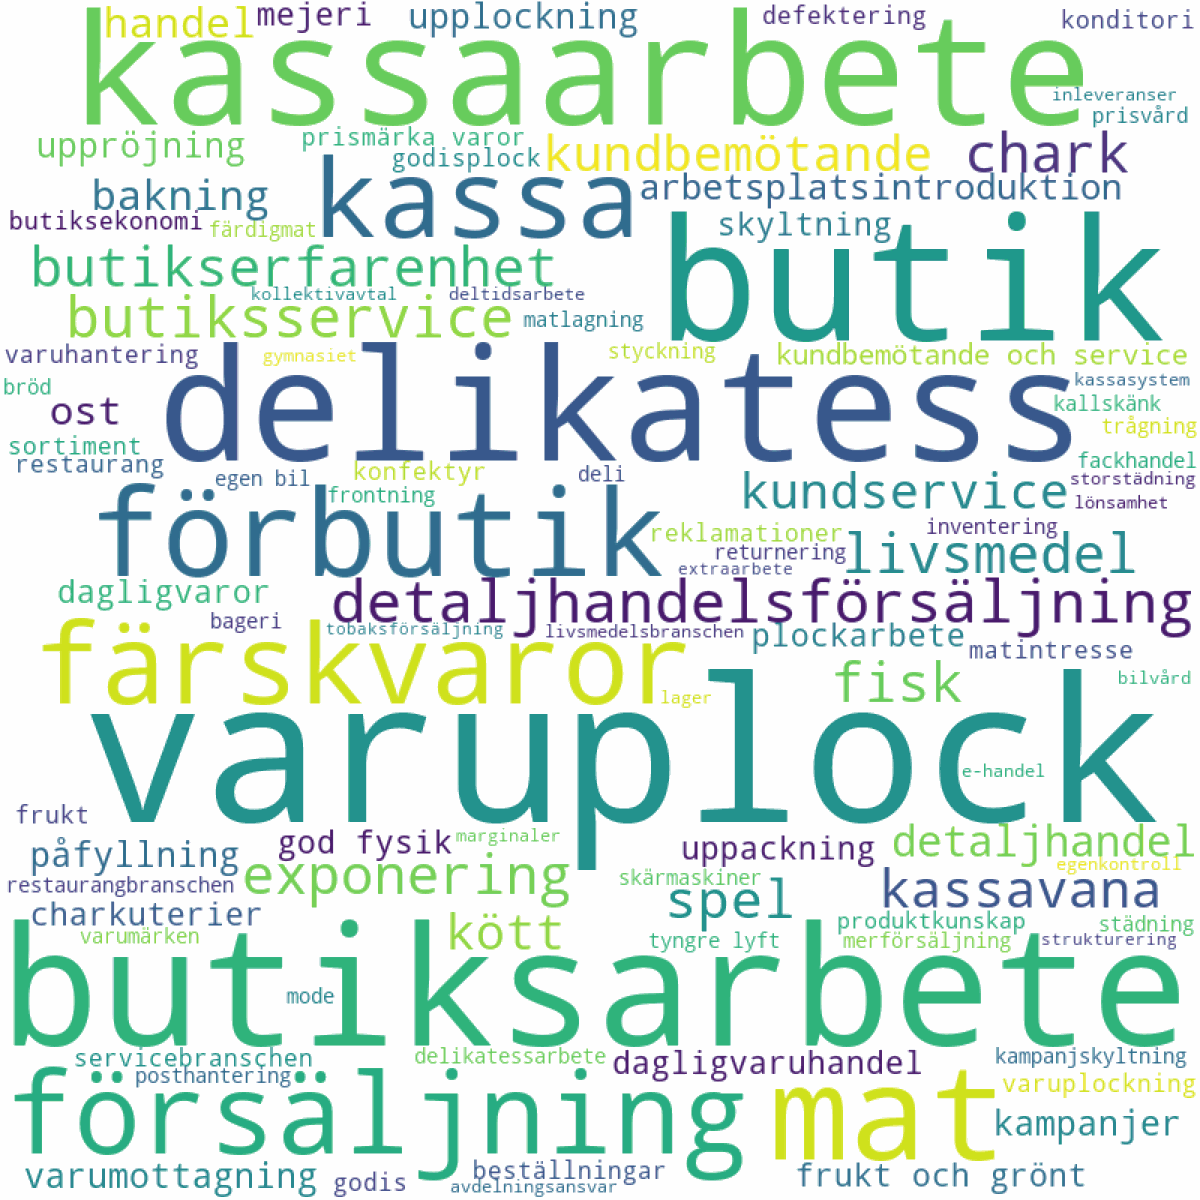 handel
mejeri
upplockning
defektering
konditori
kassaarbete
inleveranser
prisvård
uppröjning
prismärka varor
godisplock
kundbemötande
chark
bakning
kassa
arbetsplatsintroduktion
butiksekonomi
färdigmat
skyltning
butik
butikserfarenhet
kollektivavtal
deltidsarbete
butiksservice
matlagning
varuhantering
gymnasiet
styckning
kundbemötande och service
bröd
delikatess
kassasystem
ost
kallskänk
trågning
sortiment
restaurang
egen bil
konfektyr
deli
fackhandel
storstädning
frontning
kundservice
lönsamhet
förbutik
reklamationer
inventering
returnering
livsmedel
extraarbete
dagligvaror
detaljhandelsförsäljning
bageri
tobaksförsäljning
livsmedelsbranschen
plockarbete
matintresse
färskvaror
lager
fisk
bilvård
varuplock
e-handel
frukt
god fysik
marginaler
uppackning
detaljhandel
påfyllning
egenkontroll
restaurangbranschen
exponering
skärmaskiner
kassavana
charkuterier
spel
produktkunskap
städning
varumärken
kött
tyngre lyft
merförsäljning
strukturering
butiksarbete
mode
servicebranschen
delikatessarbete
dagligvaruhandel
kampanjskyltning
posthantering
varuplockning
försäljning
mat
kampanjer
varumottagning
godis
beställningar
avdelningsansvar
frukt och grönt